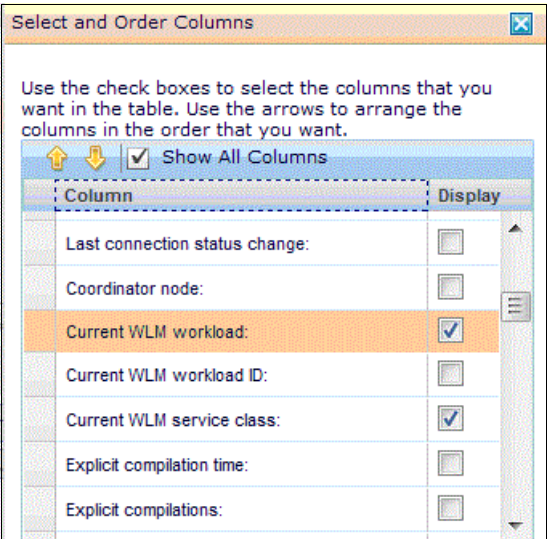 Select and Order Columns
Use the check boxes to select the columns that you
want in the table. Use the arrows to arrange the
columns in the order that you want.
Show All Columns
Column Display
Last connection status change:
Coordinator node:
Current WLM workload:
Current WLM workload ID:
Current WLM service class:
Explicit compilation time:
Explicit compilations: